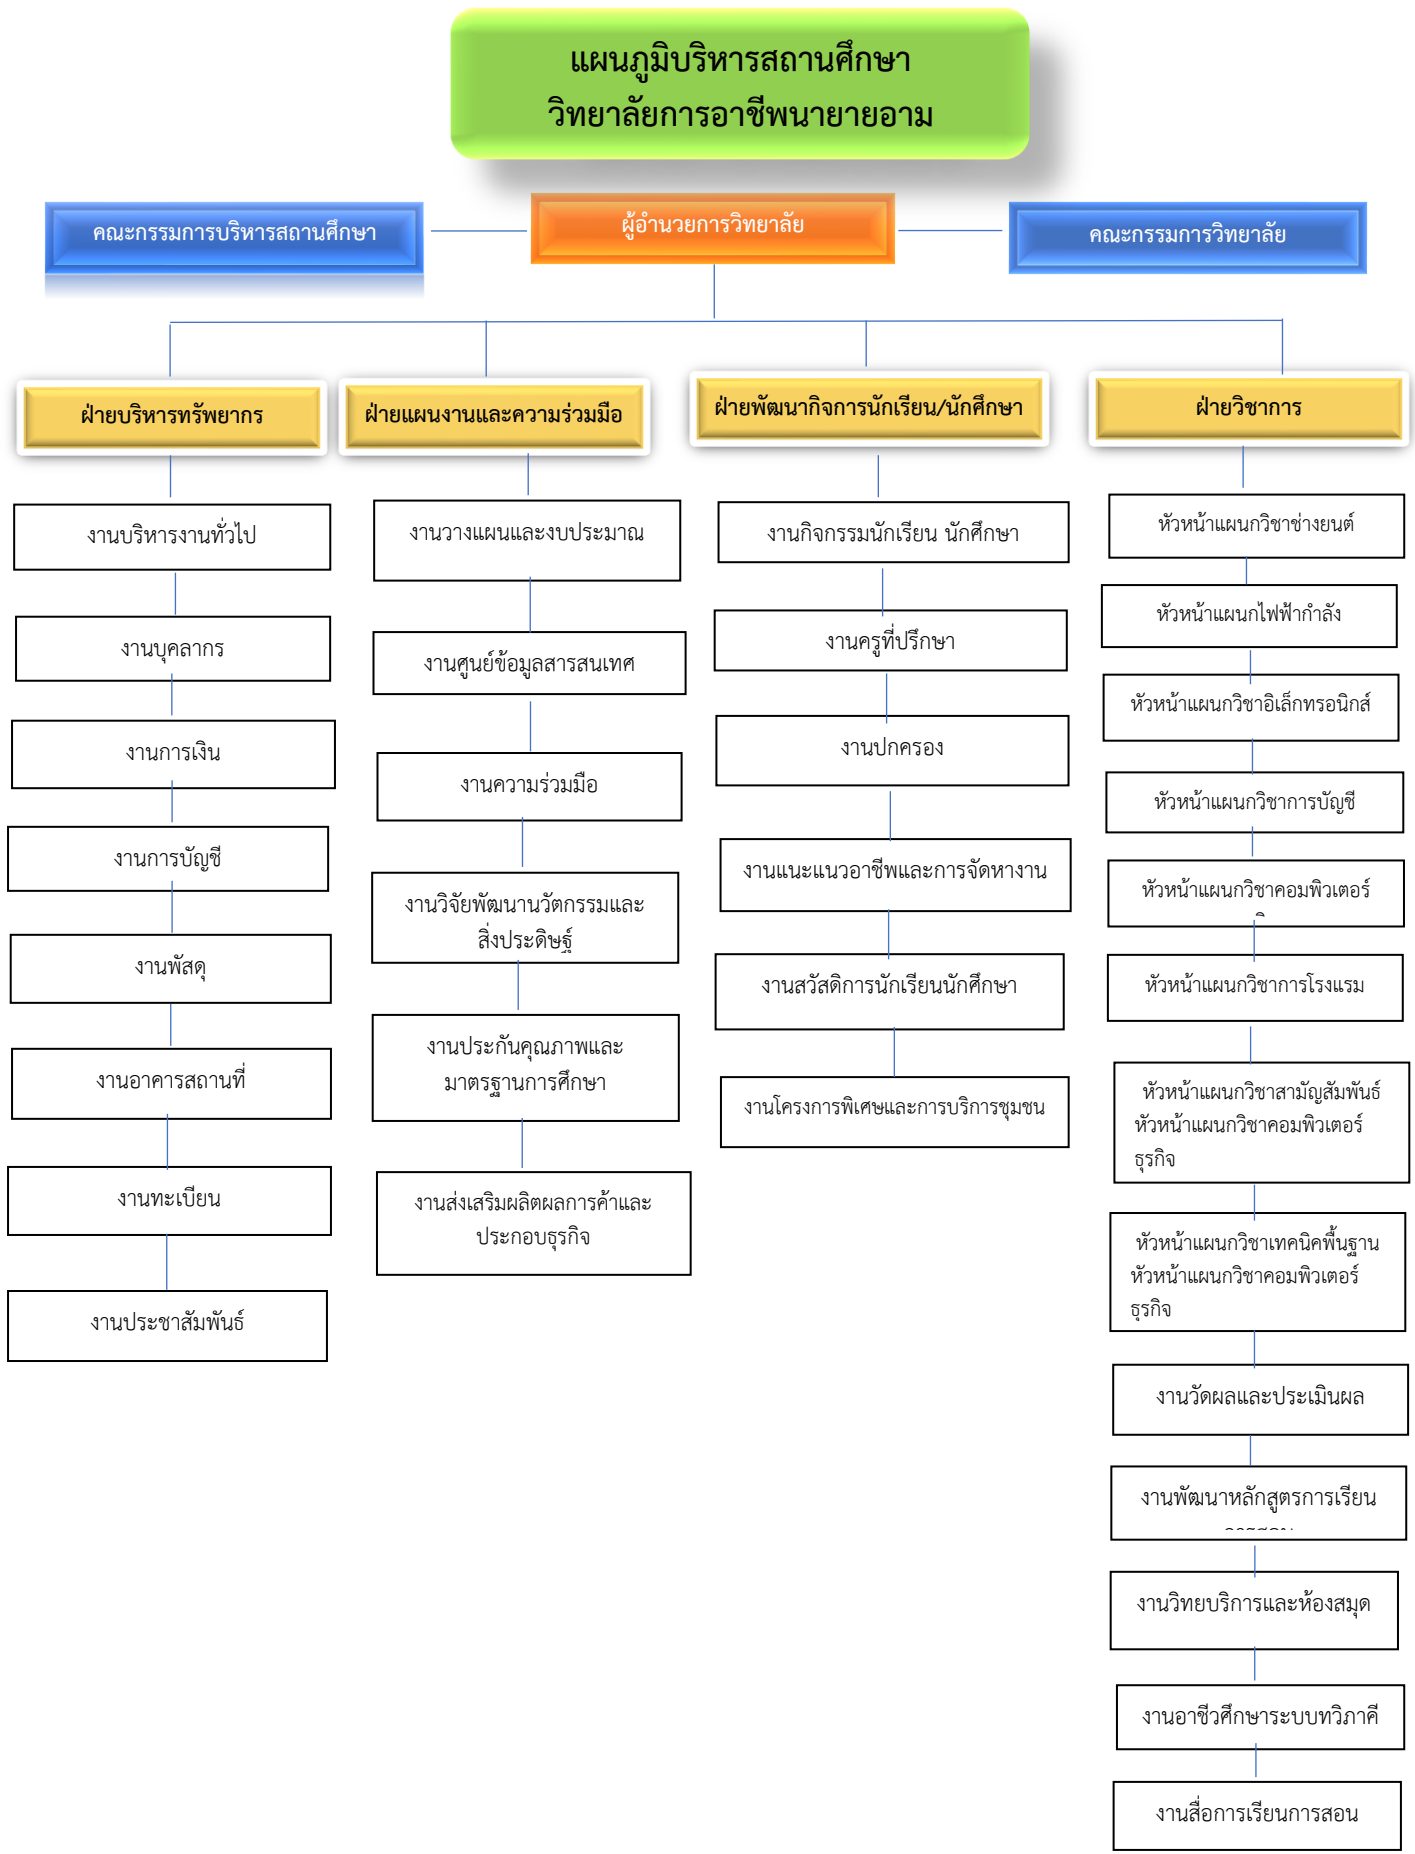 แผนภูมิบริหารสถานศึกษา
วิทยาลัยการอาชีพนายายอาม
คณะกรรมการบริหารสถานศึกษา
ผู้อำนวยการวิทยาลัย
คณะกรรมการวิทยาลัย
ฝ่ายบริหารทรัพยากร
ฝ่ายแผนงานและความร่วมมือ
ฝ่ายพัฒนากิจการนักเรียน/นักศึกษา
ฝ่ายวิชาการ
งานบริหารงานทั่วไป
งานบุคลากร
งานการเงิน
งานการบัญชี
งานพัสดุ
งานอาคารสถานที่
งานทะเบียน
งานประชาสัมพันธ์
งานวางแผนและงบประมาณ
งานศูนย์ข้อมูลสารสนเทศ
งานความร่วมมือ
งานวิจัยพัฒนานวัตกรรมและ
สิ่งประดิษฐ์
งานประกันคุณภาพและ
มาตรฐานการศึกษา
งานส่งเสริมผลิตผลการค้าและ
ประกอบธุรกิจ
งานกิจกรรมนักเรียน นักศึกษา
งานครูที่ปรึกษา
งานปกครอง
งานแนะแนวอาชีพและการจัดหางาน
งานสวัสดิการนักเรียนนักศึกษา
งานโครงการพิเศษและการบริการชุมชน
หัวหน้าแผนกวิชาช่างยนต์
หัวหน้าแผนกไฟฟ้ากำลัง
หัวหน้าแผนกวิชาอิเล็กทรอนิกส์
หัวหน้าแผนกวิชาการบัญชี
หัวหน้าแผนกวิชาคอมพิวเตอร์
หัวหน้าแผนกวิชาการโรงแรม
หัวหน้าแผนกวิชาสามัญสัมพันธ์
หัวหน้าแผนกวิชาคอมพิวเตอร์
ธุรกิจ
หัวหน้าแผนกวิชาเทคนิคพื้นฐาน
หัวหน้าแผนกวิชาคอมพิวเตอร์
ธุรกิจ
งานวัดผลและประเมินผล
งานพัฒนาหลักสูตรการเรียน
งานวิทยบริการและห้องสมุด
งานอาชีวศึกษาระบบทวิภาคี
งานสื่อการเรียนการสอน